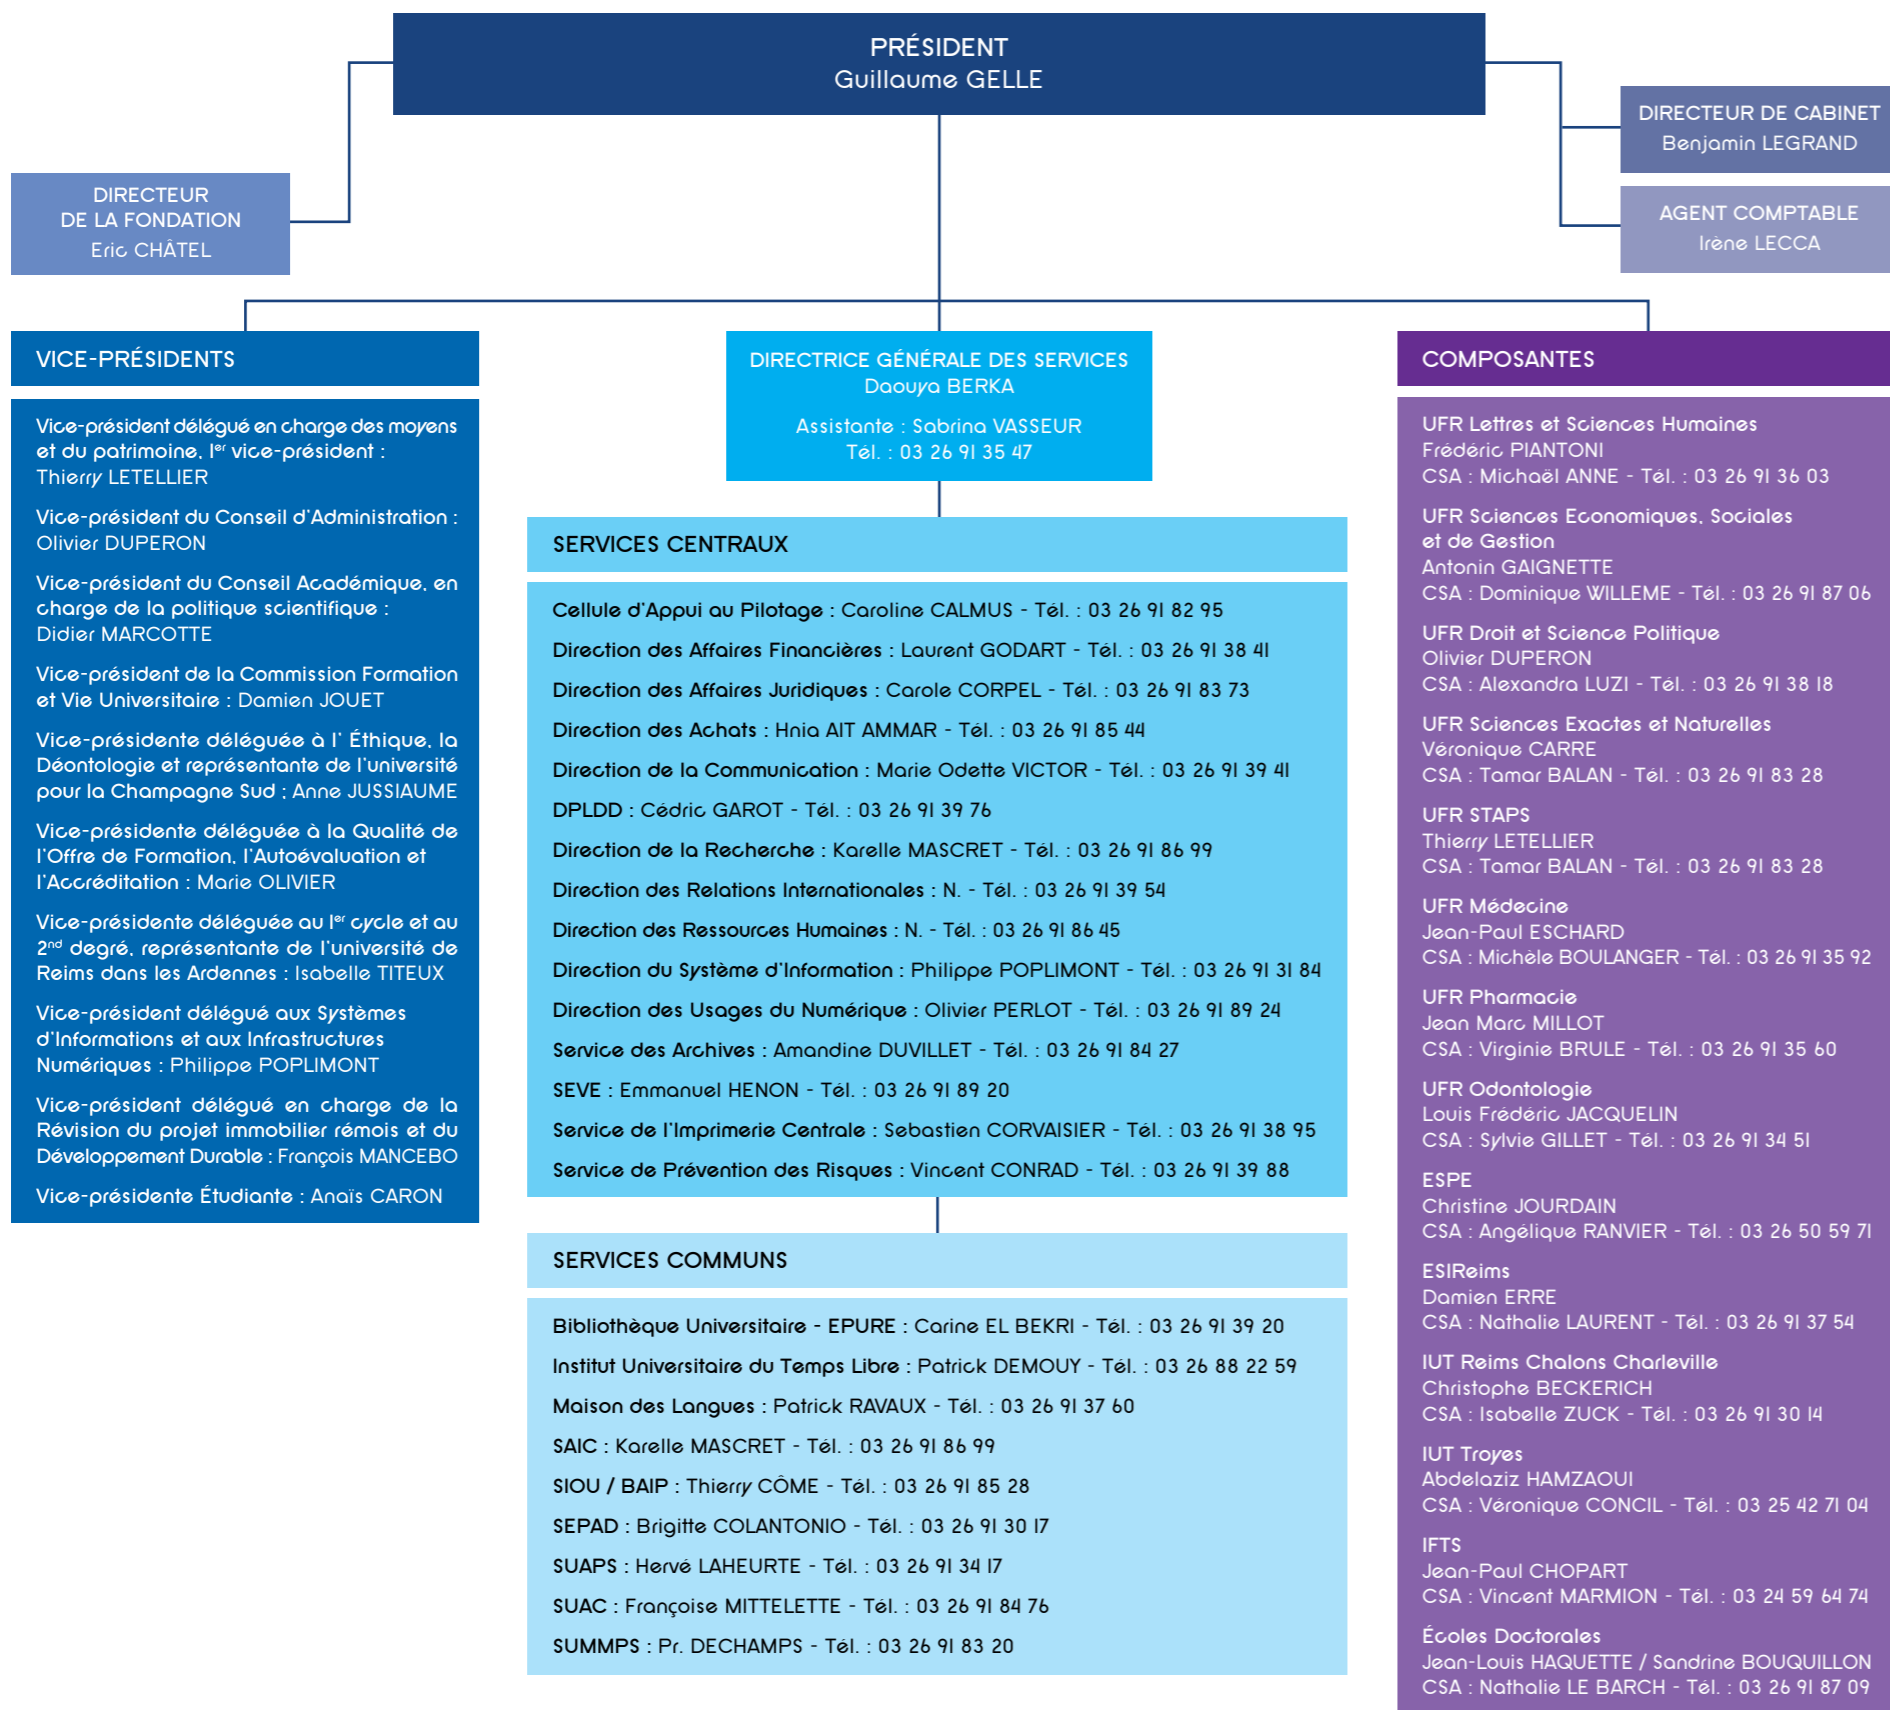 PRÉSIDENT
Guillaume GELLE
DIRECTEUR DE CABINET
Benjamin LEGRAND
AGENT COMPTABLE
Irène LECCA
DIRECTEUR
DE LA FONDATION
Eric CHÂTEL
VICE-PRÉSIDENTS
Vice-président délégué en charge des moyens
et du patrimoine, 1er vice-président :
Thierry LETELLIER
Vice-président du Conseil d'Administration :
Olivier DUPERON
Vice-président du Conseil Académique, en
charge de la politique scientifique :
Didier MARCOTTE
Vice-président de la Commission Formation
et Vie Universitaire : Damien JOUET
Vice-présidente déléguée à l' Éthique, la
Déontologie et représentante de l'université
pour la Champagne Sud : Anne JUSSIAUME
Vice-présidente déléguée à la Qualité de
l'Offre de Formation, l'Autoévaluation et
l'Accréditation : Marie OLIVIER
Vice-présidente déléguée au 1er cycle et au
2nd degré, représentante de l'université de
Reims dans les Ardennes : Isabelle TITEUX
Vice-président délégué aux Systèmes
d'Informations et aux Infrastructures
Numériques : Philippe POPLIMONT
Vice-président délégué en charge de la
Révision du projet immobilier rémois et du
Développement Durable : François MANCEBO
Vice-présidente Étudiante : Anaïs CARON
DIRECTRICE GÉNÉRALE DES SERVICES
Daouya BERKA
Assistante : Sabrina VASSEUR
Tél. : 03 26 91 35 47
SERVICES CENTRAUX
Cellule d'Appui au Pilotage : Caroline CALMUS - Tél. : 03 26 91 82 95
Direction des Affaires Financières : Laurent GODART - Tél. : 03 26 91 38 41
Direction des Affaires Juridiques : Carole CORPEL - Tél. : 03 26 91 83 73
Direction des Achats : Hnia AIT AMMAR - Tél. : 03 26 91 85 44
Direction de la Communication : Marie Odette VICTOR - Tél. : 03 26 91 39 41
DPLDD : Cédric GAROT - Tél. : 03 26 91 39 76
Direction de la Recherche : Karelle MASCRET - Tél. : 03 26 91 86 99
Direction des Relations Internationales : N. - Tél. : 03 26 91 39 54
Direction des Ressources Humaines : N. - Tél. : 03 26 91 86 45
Direction du Système d'Information : Philippe POPLIMONT - Tél. : 03 26 91 31 84
Direction des Usages du Numérique : Olivier PERLOT - Tél. : 03 26 91 89 24
Service des Archives : Amandine DUVILLET - Tél. : 03 26 91 84 27
SEVE : Emmanuel HENON - Tél. : 03 26 91 89 20
Service de l'Imprimerie Centrale : Sebastien CORVAISIER - Tél. : 03 26 91 38 95
Service de Prévention des Risques : Vincent CONRAD - Tél. : 03 26 91 39 88
SERVICES COMMUNS
Bibliothèque Universitaire - EPURE : Carine EL BEKRI - Tél. : 03 26 91 39 20
Institut Universitaire du Temps Libre : Patrick DEMOUY - Tél. : 03 26 88 22 59
Maison des Langues : Patrick RAVAUX - Tél. : 03 26 91 37 60
SAIC : Karelle MASCRET - Tél. : 03 26 91 86 99
SIOU / BAIP : Thierry CÔME - Tél. : 03 26 91 85 28
SEPAD : Brigitte COLANTONIO - Tél. : 03 26 91 30 17
SUAPS : Hervé LAHEURTE - Tél. : 03 26 91 34 17
SUAC : Françoise MITTELETTE - Tél. : 03 26 91 84 76
SUMMPS : Pr. DECHAMPS - Tél. : 03 26 91 83 20
COMPOSANTES
UFR Lettres et Sciences Humaines
Frédéric PIANTONI
CSA : Michaël ANNE - Tél. : 03 26 91 36 03
UFR Sciences Economiques, Sociales
et de Gestion
Antonin GAIGNETTE
CSA : Dominique WILLEME - Tél. : 03 26 91 87 06
UFR Droit et Science Politique
Olivier DUPERON
CSA : Alexandra LUZI - Tél. : 03 26 91 38 18
UFR Sciences Exactes et Naturelles
Véronique CARRE
CSA : Tamar BALAN - Tél. : 03 26 91 83 28
UFR STAPS
Thierry LETELLIER
CSA : Tamar BALAN - Tél. : 03 26 91 83 28
UFR Médecine
Jean-Paul ESCHARD
CSA : Michèle BOULANGER - Tél. : 03 26 91 35 92
UFR Pharmacie
Jean Marc MILLOT
CSA : Virginie BRULE - Tél. : 03 26 91 35 60
UFR Odontologie
Louis Frédéric JACQUELIN
CSA : Sylvie GILLET - Tél. : 03 26 91 34 51
ESPE
Christine JOURDAIN
CSA : Angélique RANVIER - Tél. : 03 26 50 59 71
ESIReims
Damien ERRE
CSA : Nathalie LAURENT - Tél. : 03 26 91 37 54
IUT Reims Chalons Charleville
Christophe BECKERICH
CSA : Isabelle ZUCK - Tél. : 03 26 91 30 14
IUT Troyes
Abdelaziz HAMZAOUI
CSA : Véronique CONCIL - Tél. : 03 25 42 71 04
IFTS
Jean-Paul CHOPART
CSA : Vincent MARMION - Tél. : 03 24 59 64 74
Écoles Doctorales
Jean-Louis HAQUETTE / Sandrine BOUQUILLON
CSA : Nathalie LE BARCH - Tél. : 03 26 91 87 09